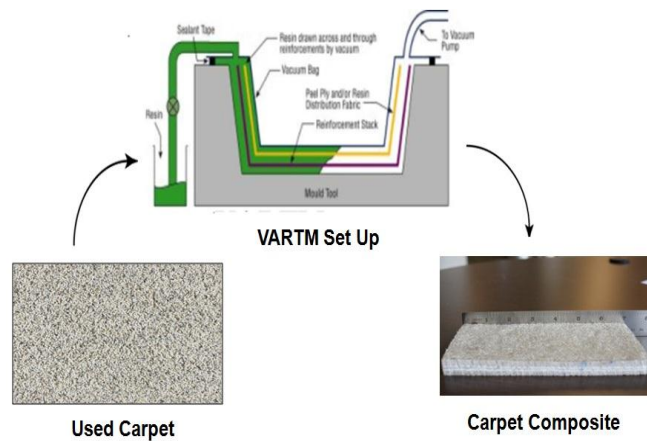 Sealant Tape
Resin drawn across and through
reinforcements by vacuum
To Vacuum
Pump
Vacuum Bag
Peel Ply and/or Resin
Distribution Fabric
Resin
Reinforcement Stack
Mould Tool
VARTM Set Up
Used Carpet
Carpet Composite